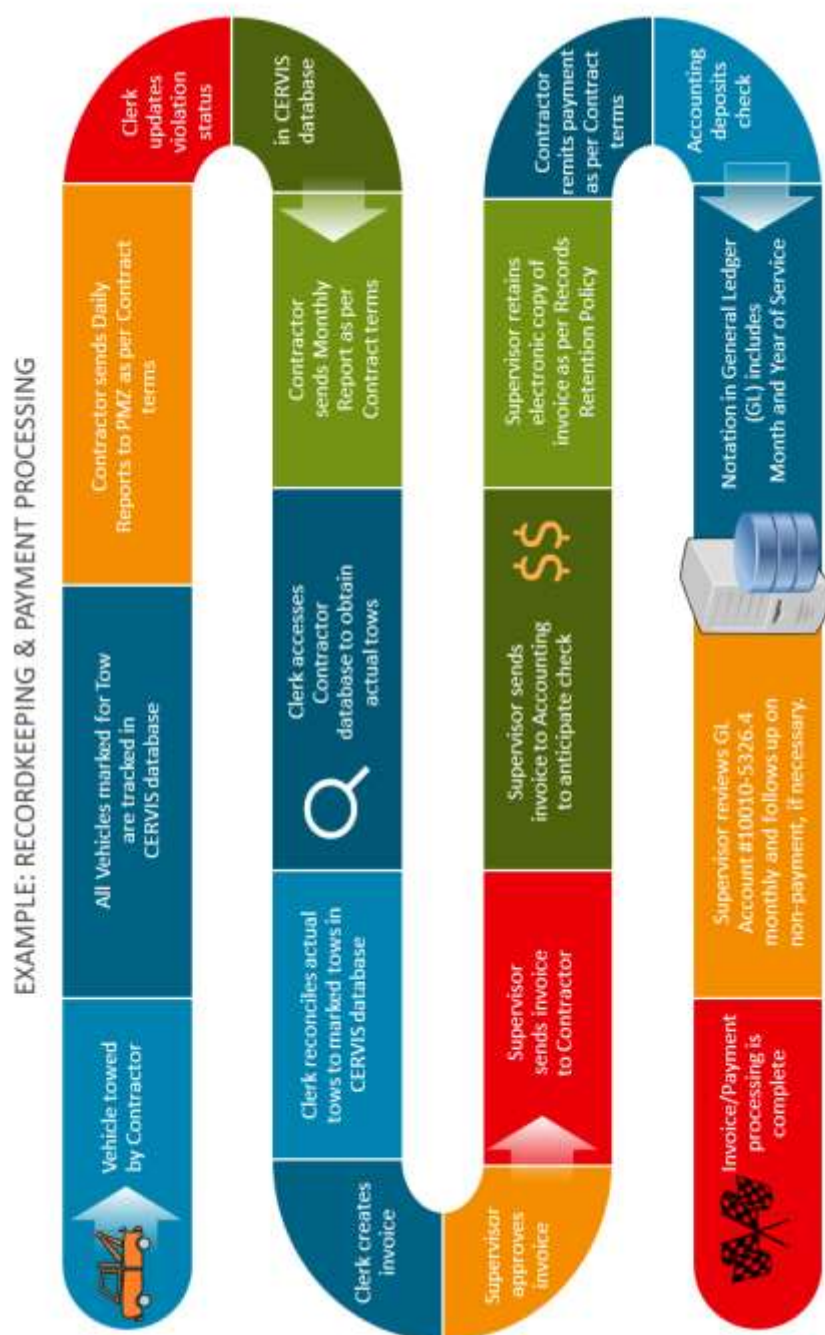 EXAMPLE: RECORDKEEPING & PAYMENT PROCESSING
Vehicle towed
by Contractor
All Vehicles marked for Tow
are tracked in
CERVIS database
Contractor sends Daily
Reports to PMZ as per Contract
terms
Clerk
updates
violation
status
in CERVIS
database
Contractor
sends Monthly
Report as per
Contract terms
Clerk accesses
Contractor
database to obtain
actual tows
Clerk reconciles actual
tows to marked tows in
CERVIS database
Clerk creates
invoice
Supervisor
approves
invoice
Supervisor
sends invoice
to Contractor
Supervisor sends
invoice to Accounting
to anticipate check
$$
Supervisor retains
electronic copy of
invoice as per Records
Retention Policy
Contractor
remits payment
as per Contract
terms
Accounting
deposits
check
Notation in General Ledger
(GL) includes
Month and Year of Service
Supervisor reviews GL
Account #10010-5326.4
monthly and follows up on
non-payment, if necessary.
Invoice/Payment
processing is
complete